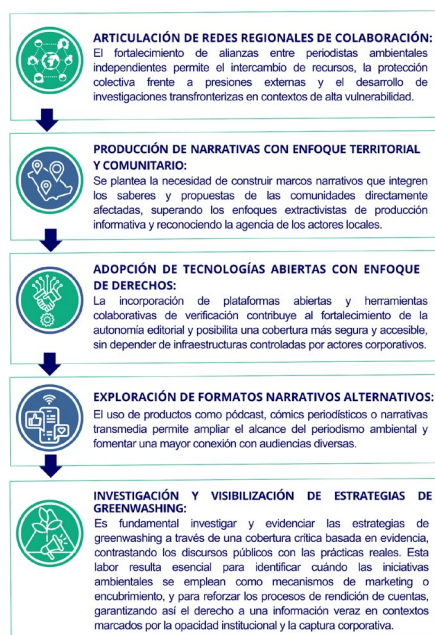 ARTICULACIÓN DE REDES REGIONALES DE COLABORACIÓN:
El fortalecimiento de alianzas entre periodistas ambientales
independientes permite el intercambio de recursos, la protección
colectiva frente a presiones externas y el desarrollo de
investigaciones transfronterizas en contextos de alta vulnerabilidad.
PRODUCCIÓN DE NARRATIVAS CON ENFOQUE TERRITORIAL
Y COMUNITARIO:
Se plantea la necesidad de construir marcos narrativos que integren
los saberes y propuestas de las comunidades directamente
afectadas, superando los enfoques extractivistas de producción
informativa y reconociendo la agencia de los actores locales.
ADOPCIÓN DE TECNOLOGÍAS ABIERTAS CON ENFOQUE
DE DERECHOS:
La incorporación de plataformas abiertas y herramientas
colaborativas de verificación contribuye al fortalecimiento de la
autonomía editorial y posibilita una cobertura más segura y accesible,
sin depender de infraestructuras controladas por actores corporativos.
EXPLORACIÓN DE FORMATOS NARRATIVOS ALTERNATIVOS:
El uso de productos como pódcast, cómics periodísticos o narrativas
transmedia permite ampliar el alcance del periodismo ambiental y
fomentar una mayor conexión con audiencias diversas.
INVESTIGACIÓN Y VISIBILIZACIÓN DE ESTRATEGIAS DE
GREENWASHING:
Es fundamental investigar y evidenciar las estrategias de
greenwashing a través de una cobertura crítica basada en evidencia,
contrastando los discursos públicos con las prácticas reales. Esta
labor resulta esencial para identificar cuándo las iniciativas
ambientales se emplean como mecanismos de marketing o
encubrimiento, y para reforzar los procesos de rendición de cuentas,
garantizando así el derecho a una información veraz en contextos
marcados por la opacidad institucional y la captura corporativa.